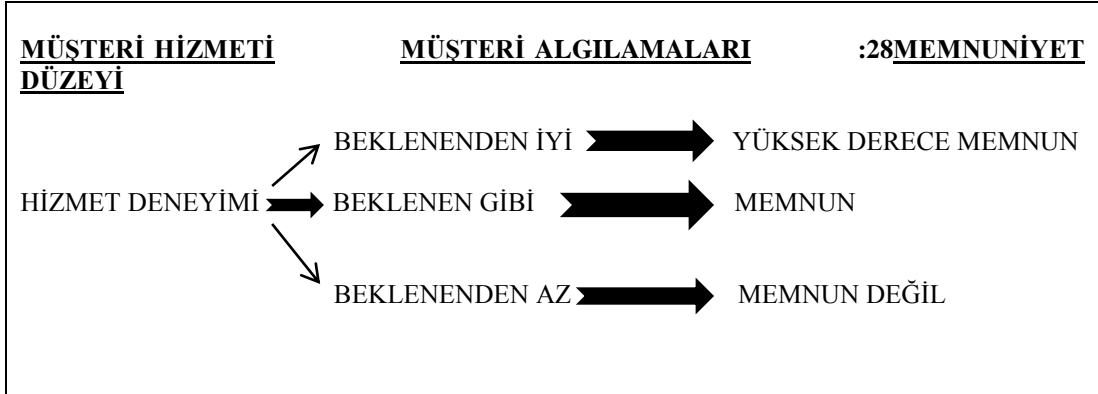 MÜŞTERİ HİZMETİ MÜŞTERİ ALGILAMALARI :28MEMNUNİYET
DÜZEYİ
BEKLENENDEN İYİ YÜKSEK DERECE MEMNUN
HİZMET DENEYİMİ BEKLENEN GİBİ MEMNUN
BEKLENENDEN AZ MEMNUN DEĞİL